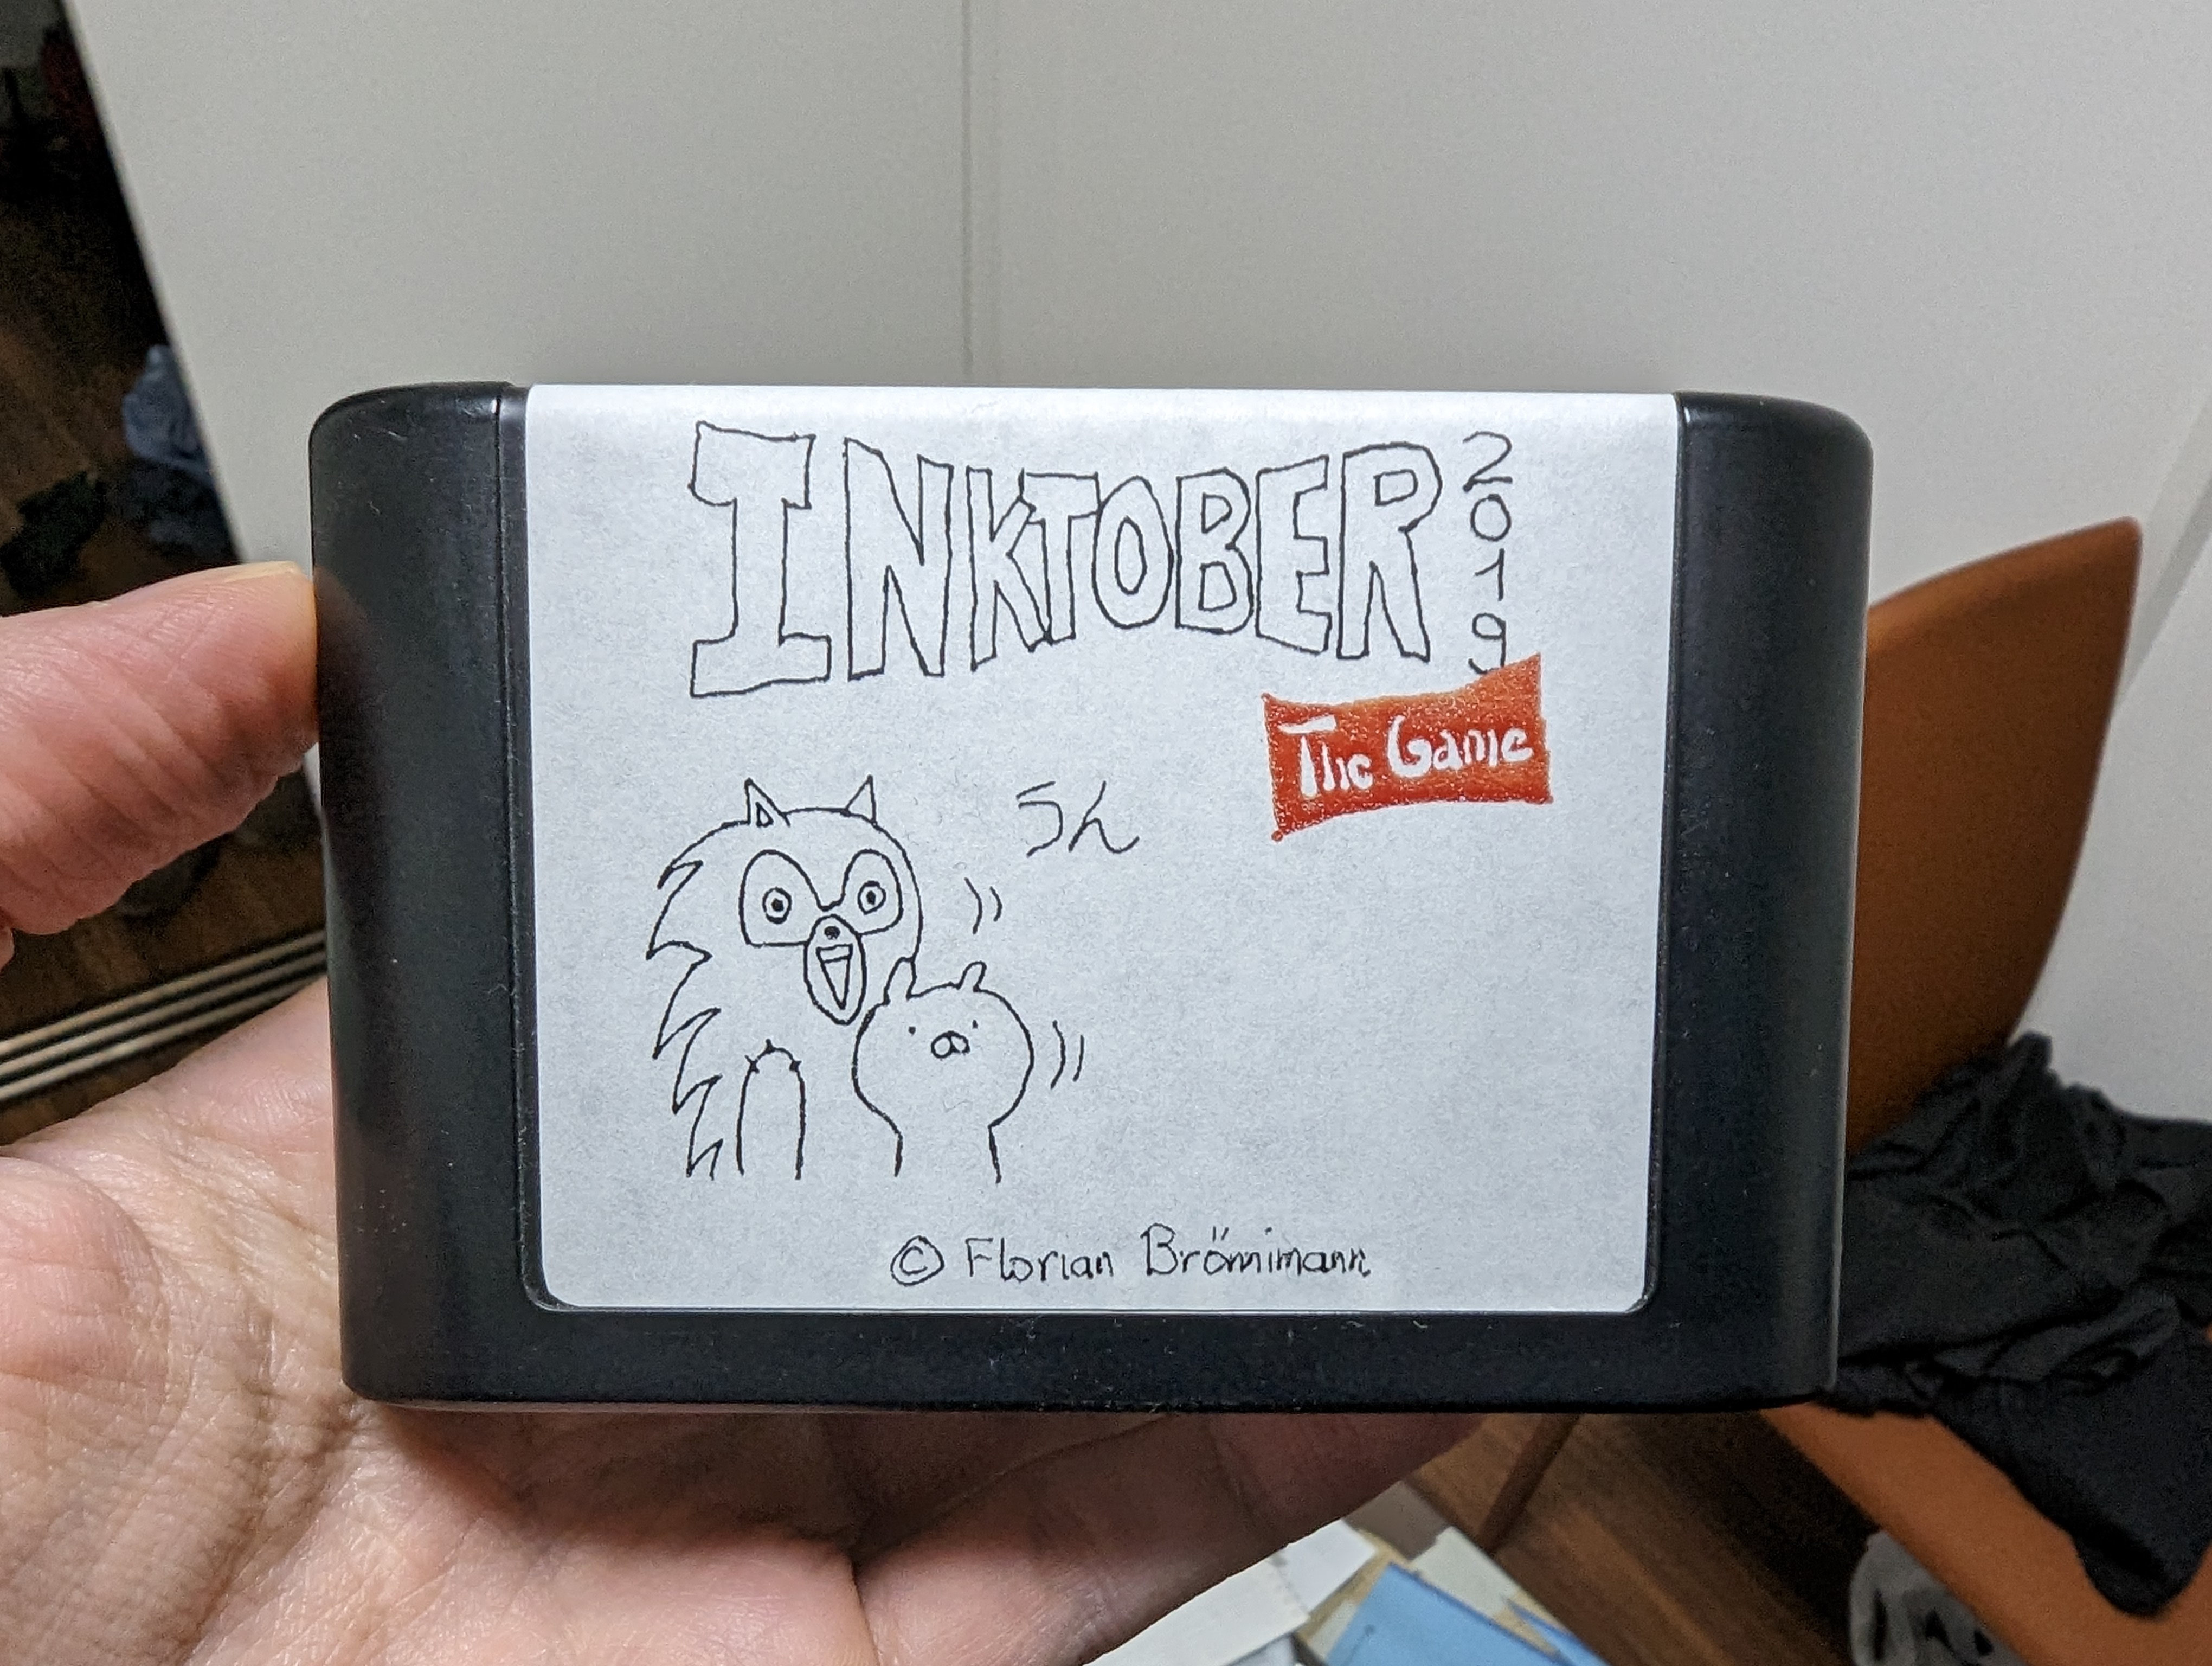 INKTOBER 2019
The Game
うん
© Florian Brönnimann